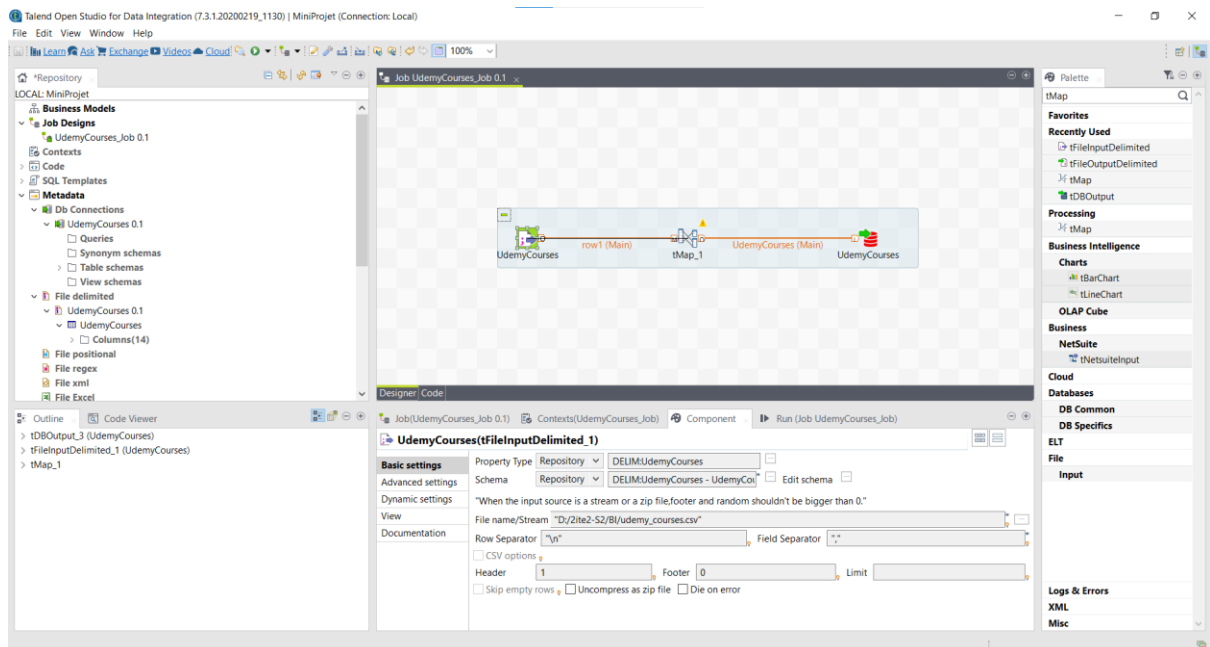 Talend Open Studio for Data Integration (7.3.1.20200219_1130) | MiniProjet (Connection: Local)
File Edit View Window Help
Learn Ask Exchange Videos Cloud 100%
*Repository
LOCAL: MiniProjet
Business Models
Job Designs
UdemyCourses_Job 0.1
Contexts
Code
SQL Templates
Metadata
Db Connections
UdemyCourses 0.1
Queries
Synonym schemas
Table schemas
View schemas
File delimited
UdemyCourses 0.1
UdemyCourses
Columns(14)
File positional
File regex
File xml
File Excel
Outline Code Viewer
tDBOutput_3 (UdemyCourses)
tFileInputDelimited_1 (UdemyCourses)
tMap_1
Job UdemyCourses_Job 0.1
row1 (Main) UdemyCourses (Main)
UdemyCourses tMap_1 UdemyCourses
Designer Code
Job(UdemyCourses_Job 0.1) Contexts(UdemyCourses_Job) Component Run (Job UdemyCourses_Job)
UdemyCourses(tFileInputDelimited_1)
Basic settings
Advanced settings
Dynamic settings
View
Documentation
Property Type Repository DELIM:UdemyCourses
Schema Repository DELIM:UdemyCourses - UdemyCou Edit schema
"When the input source is a stream or a zip file,footer and random shouldn't be bigger than 0."
File name/Stream "D:/2ite2-S2/BI/udemy_courses.csv"
Row Separator "\n" Field Separator ","
CSV options
Header 1 Footer 0 Limit
Skip empty rows Uncompress as zip file Die on error
Palette
tMap
Favorites
Recently Used
tFileInputDelimited
tFileOutputDelimited
tMap
tDBOutput
Processing
tMap
Business Intelligence
Charts
tBarChart
tLineChart
OLAP Cube
Business
NetSuite
tNetsuiteInput
Cloud
Databases
DB Common
DB Specifics
ELT
File
Input
Logs & Errors
XML
Misc